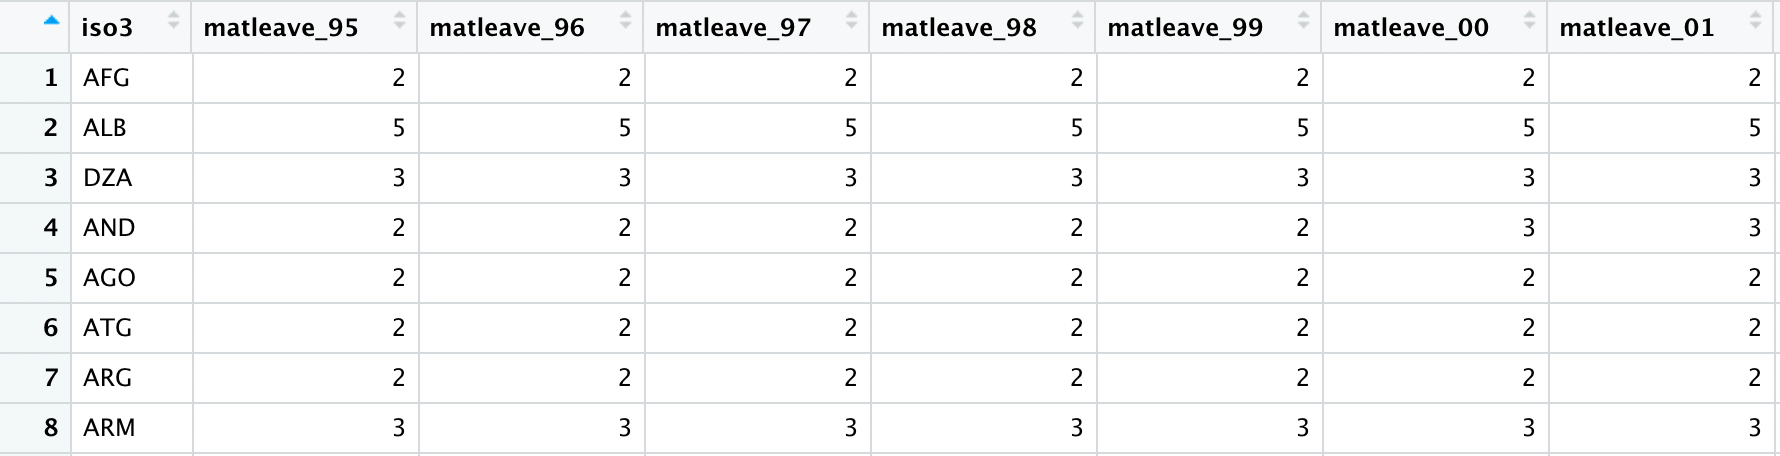 iso3 matleave_95 matleave_96 matleave_97 matleave_98 matleave_99 matleave_00 matleave_01
1 AFG 2 2 2 2 2 2 2
2 ALB 5 5 5 5 5 5 5
3 DZA 3 3 3 3 3 3 3
4 AND 2 2 2 2 2 3 3
5 AGO 2 2 2 2 2 2 2
6 ATG 2 2 2 2 2 2 2
7 ARG 2 2 2 2 2 2 2
8 ARM 3 3 3 3 3 3 3